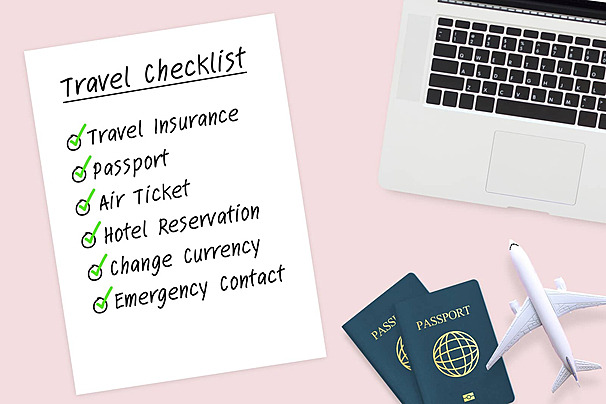 Travel Checklist
Travel Insurance
Passport
Air Ticket
Hotel Reservation
Change Currency
Emergency Contact
PASSPORT